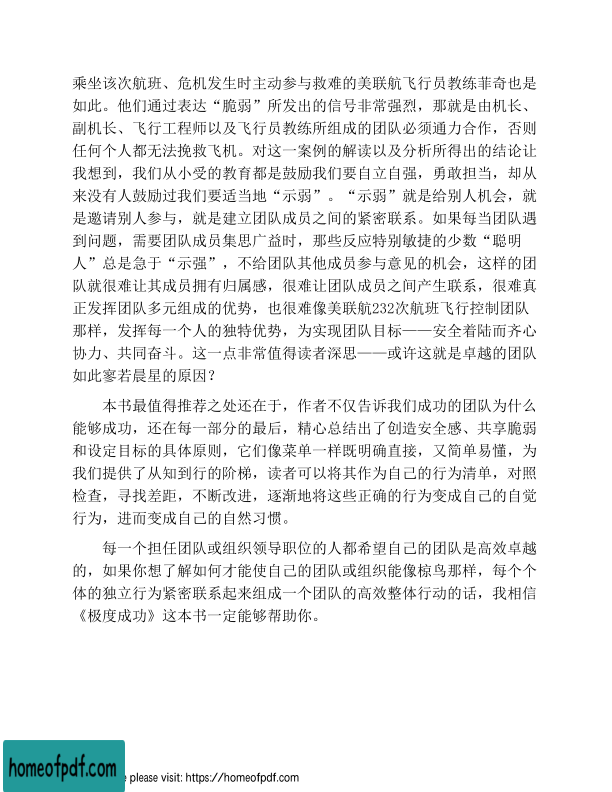 乘坐该次航班、危机发生时主动参与救难的美联航飞行员教练菲奇也是
如此。他们通过表达“脆弱”所发出的信号非常强烈，那就是由机长、
副机长、飞行工程师以及飞行员教练所组成的团队必须通力合作，否则
任何个人都无法挽救飞机。对这一案例的解读以及分析所得出的结论让
我想到，我们从小受的教育都是鼓励我们要自立自强，勇敢担当，却从
来没有人鼓励过我们要适当地“示弱”。“示弱”就是给别人机会，就
是邀请别人参与，就是建立团队成员之间的紧密联系。如果每当团队遇
到问题，需要团队成员集思广益时，那些反应特别敏捷的少数“聪明
人”总是急于“示强”，不给团队其他成员参与意见的机会，这样的团
队就很难让其成员拥有归属感，很难让团队成员之间产生联系，很难真
正发挥团队多元组成的优势，也很难像美联航232次航班飞行控制团队
那样，发挥每一个人的独特优势，为实现团队目标——安全着陆而齐心
协力、共同奋斗。这一点非常值得读者深思——或许这就是卓越的团队
如此寥若晨星的原因？
本书最值得推荐之处还在于，作者不仅告诉我们成功的团队为什么
能够成功，还在每一部分的最后，精心总结出了创造安全感、共享脆弱
和设定目标的具体原则，它们像菜单一样既明确直接，又简单易懂，为
我们提供了从知到行的阶梯，读者可以将其作为自己的行为清单，对照
检查，寻找差距，不断改进，逐渐地将这些正确的行为变成自己的自觉
行为，进而变成自己的自然习惯。
每一个担任团队或组织领导职位的人都希望自己的团队是高效卓越
的，如果你想了解如何才能使自己的团队或组织能像椋鸟那样，每个个
体的独立行为紧密联系起来组成一个团队的高效整体行动的话，我相信
《极度成功》这本书一定能够帮助你。
homeofpdf.com
e please visit: https://homeofpdf.com